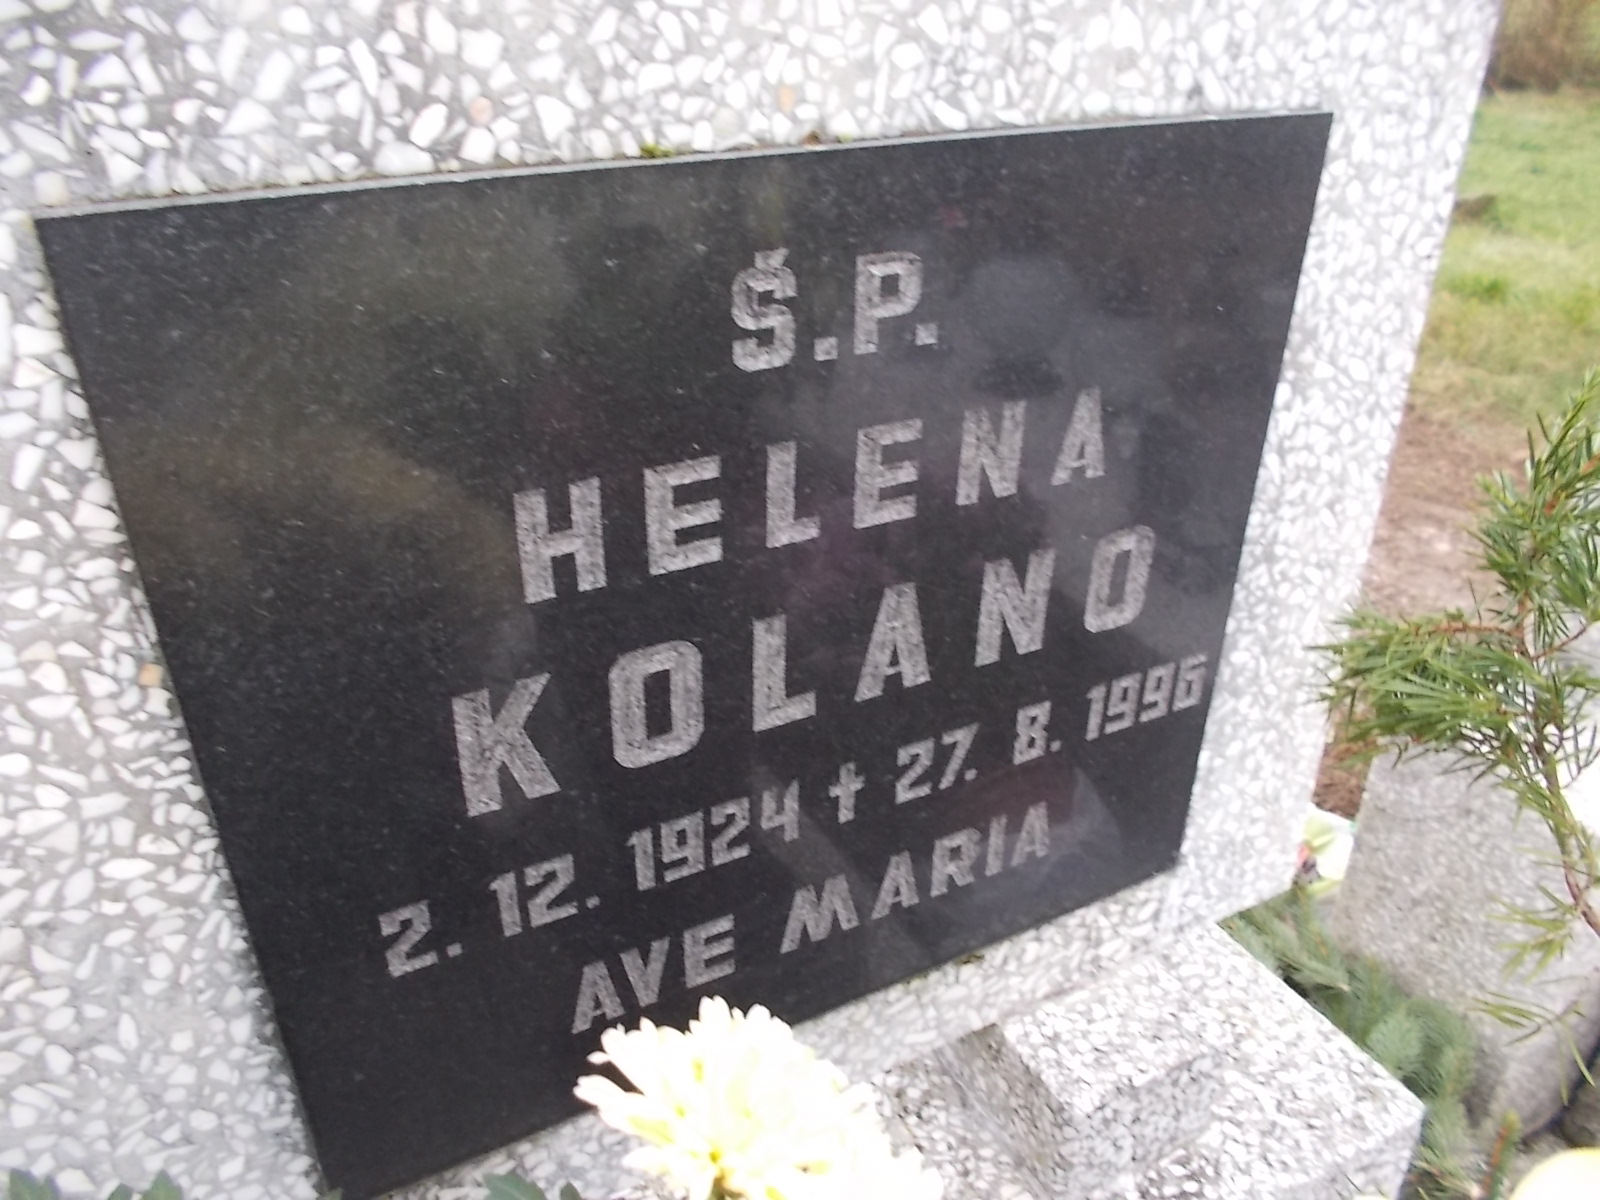 Ś.P.
HELENA
KOLANO
2. 12. 1924 ✝ 27. 8. 1996
AVE MARIA